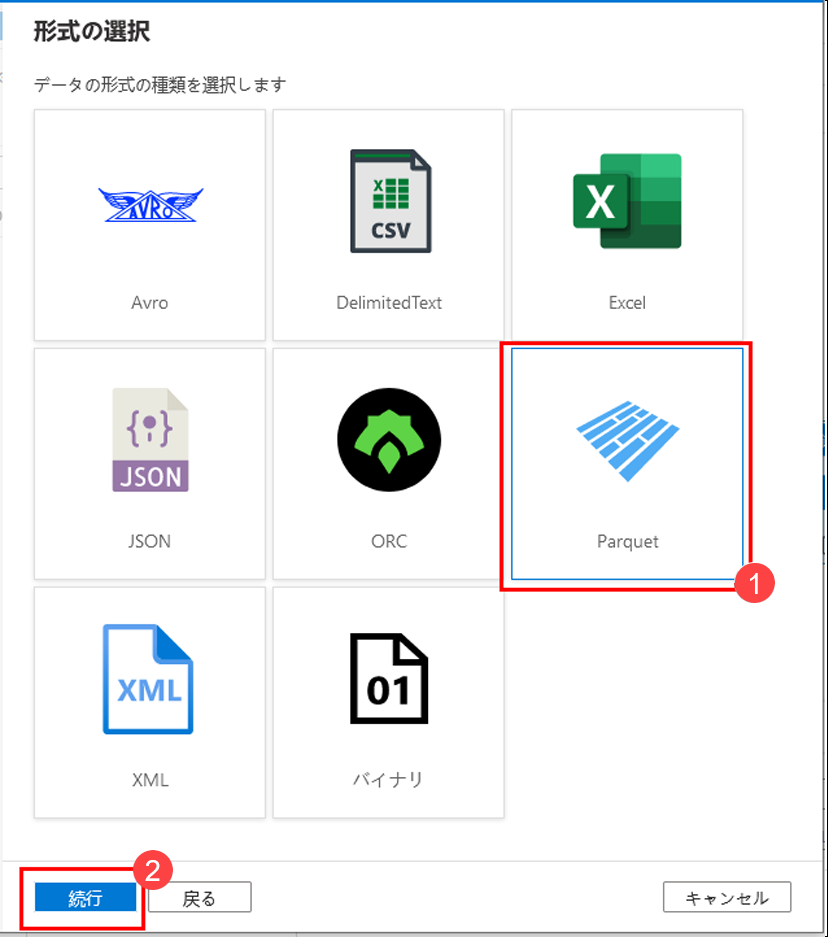 形式の選択
データの形式の種類を選択します
AVRO
CSV
X
Avro
DelimitedText
Excel
{ }
JSON
JSON
ORC
Parquet
1
XML
01
XML
バイナリ
2
続行
戻る
キャンセル